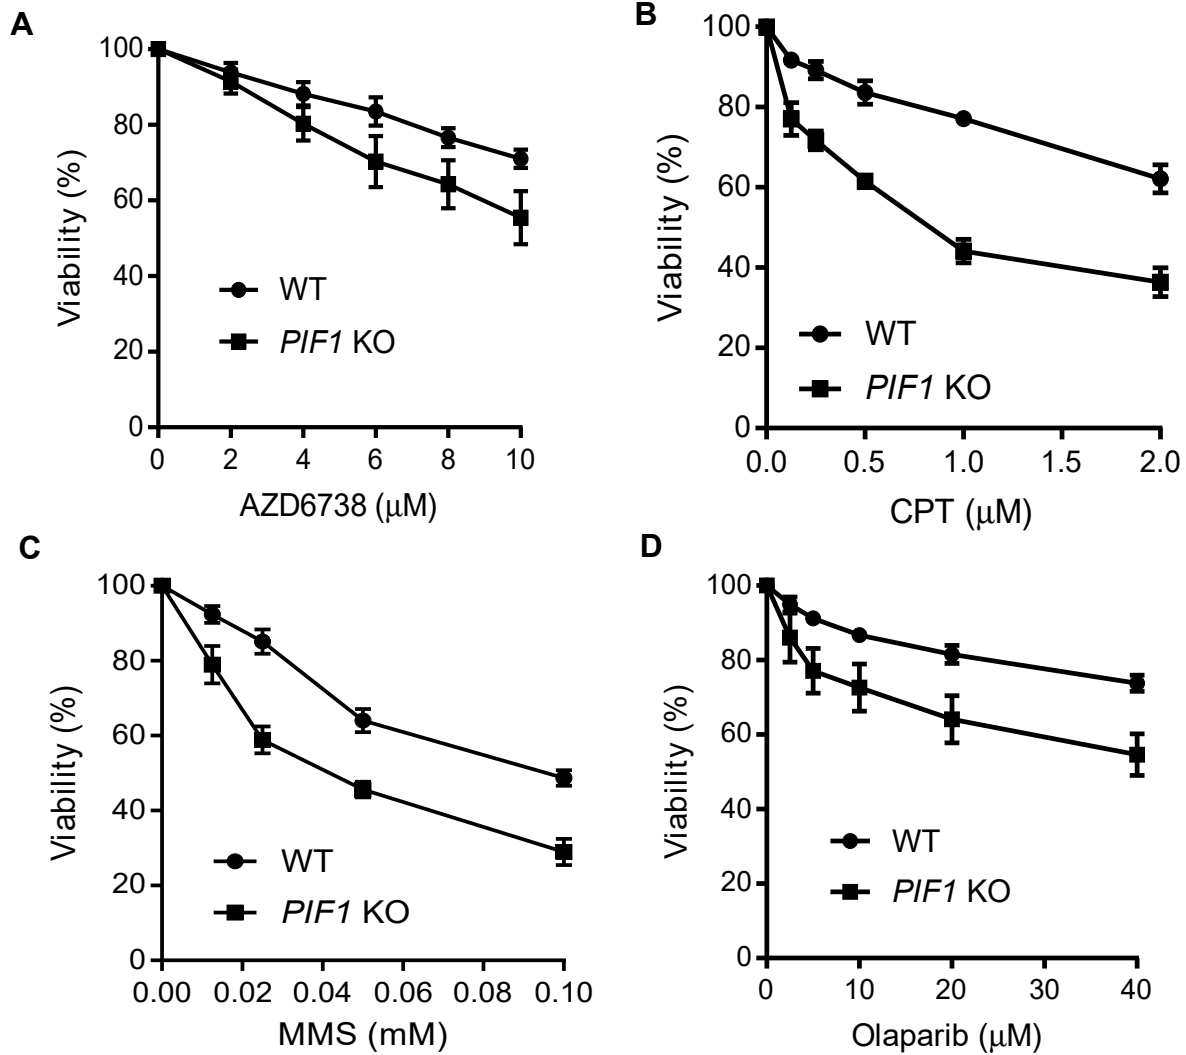 A
Viability (%)
100
80
60
40
20
0
WT
PIF1 KO
0 2 4 6 8 10
AZD6738 (μM)
B
Viability (%)
100
80
60
40
20
0
WT
PIF1 KO
0.0 0.5 1.0 1.5 2.0
CPT (μM)
C
Viability (%)
100
80
60
40
20
0
WT
PIF1 KO
0.00 0.02 0.04 0.06 0.08 0.10
MMS (mM)
D
Viability (%)
100
80
60
40
20
0
WT
PIF1 KO
0 10 20 30 40
Olaparib (μM)